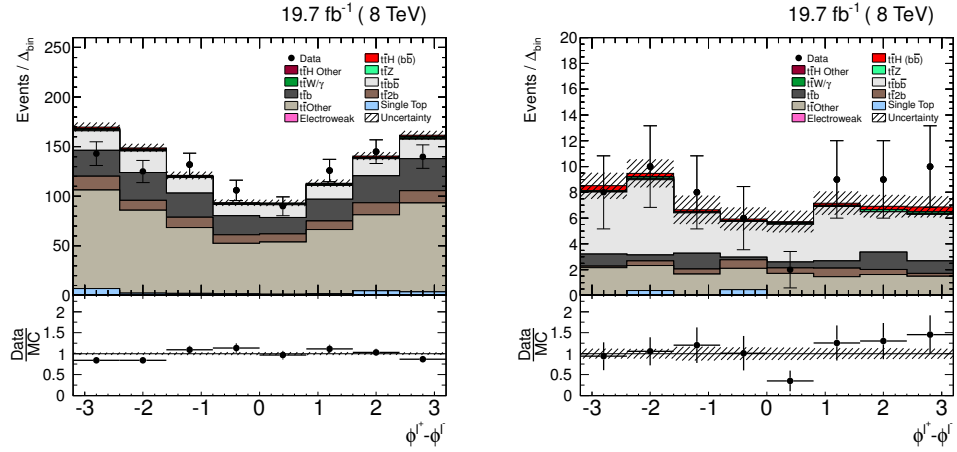 19.7 fb⁻¹ ( 8 TeV)
Events / Δbin
260
250
200
150
100
50
0
Data
tt̄H (bb̄)
tt̄H Other
tt̄Z
tt̄W/γ
tt̄bb̄
tt̄b
tt̄2b
tt̄Other
Single Top
Electroweak
Uncertainty
Data
MC
2
1.5
1
0.5
0
-3 -2 -1 0 1 2 3
ϕˡ⁺-ϕˡ⁻
19.7 fb⁻¹ ( 8 TeV)
Events / Δbin
20
18
16
14
12
10
8
6
4
2
0
Data
tt̄H (bb̄)
tt̄H Other
tt̄Z
tt̄W/γ
tt̄bb̄
tt̄b
tt̄2b
tt̄Other
Single Top
Electroweak
Uncertainty
Data
MC
2
1.5
1
0.5
0
-3 -2 -1 0 1 2 3
ϕˡ⁺-ϕˡ⁻